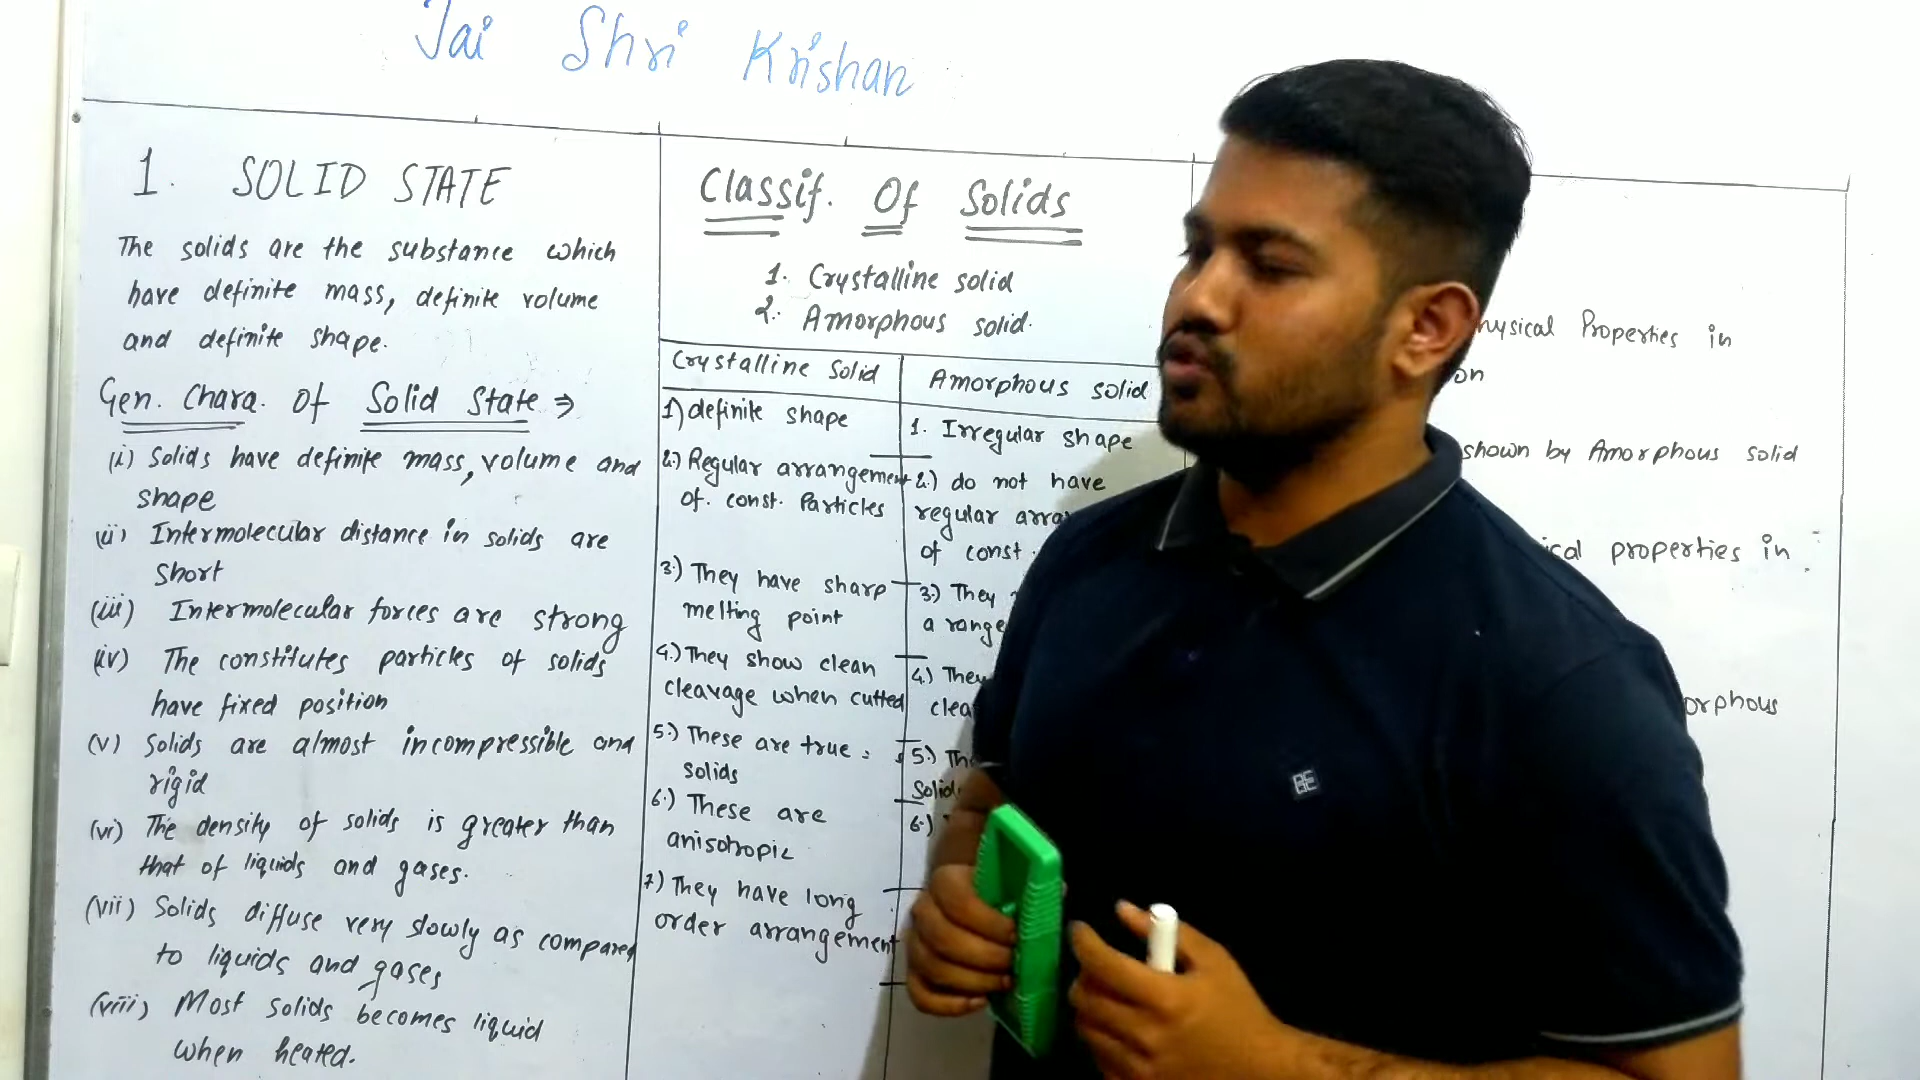 Jai Shri Krishan
1. SOLID STATE
The solids are the substance which
have definite mass, definite volume
and definite shape.
Gen. Chara. Of Solid State ⇒
(i) Solids have definite mass, volume and
shape
(ii) Intermolecular distance in solids are
short
(iii) Intermolecular forces are strong
(iv) The constitutes particles of solids
have fixed position
(v) Solids are almost incompressible and
rigid
(vi) The density of solids is greater than
that of liquids and gases.
(vii) Solids diffuse very slowly as compared
to liquids and gases
(viii) Most solids becomes liquid
when heated.
Classif. Of Solids
1. Crystalline solid
2. Amorphous solid.
Crystalline Solid
1) definite shape
2.) Regular arrangement
of. const. Particles
3.) They have sharp
melting point
4.) They show clean
cleavage when cutted
5.) These are true
solids
6.) These are
anisotropic
7) They have long
order arrangement
Amorphous solid
1. Irregular shape
2.) do not have
regular
of const.
3.) They
a range
4.) They
5.)
6.)
Properties in
shown by Amorphous solid
properties in